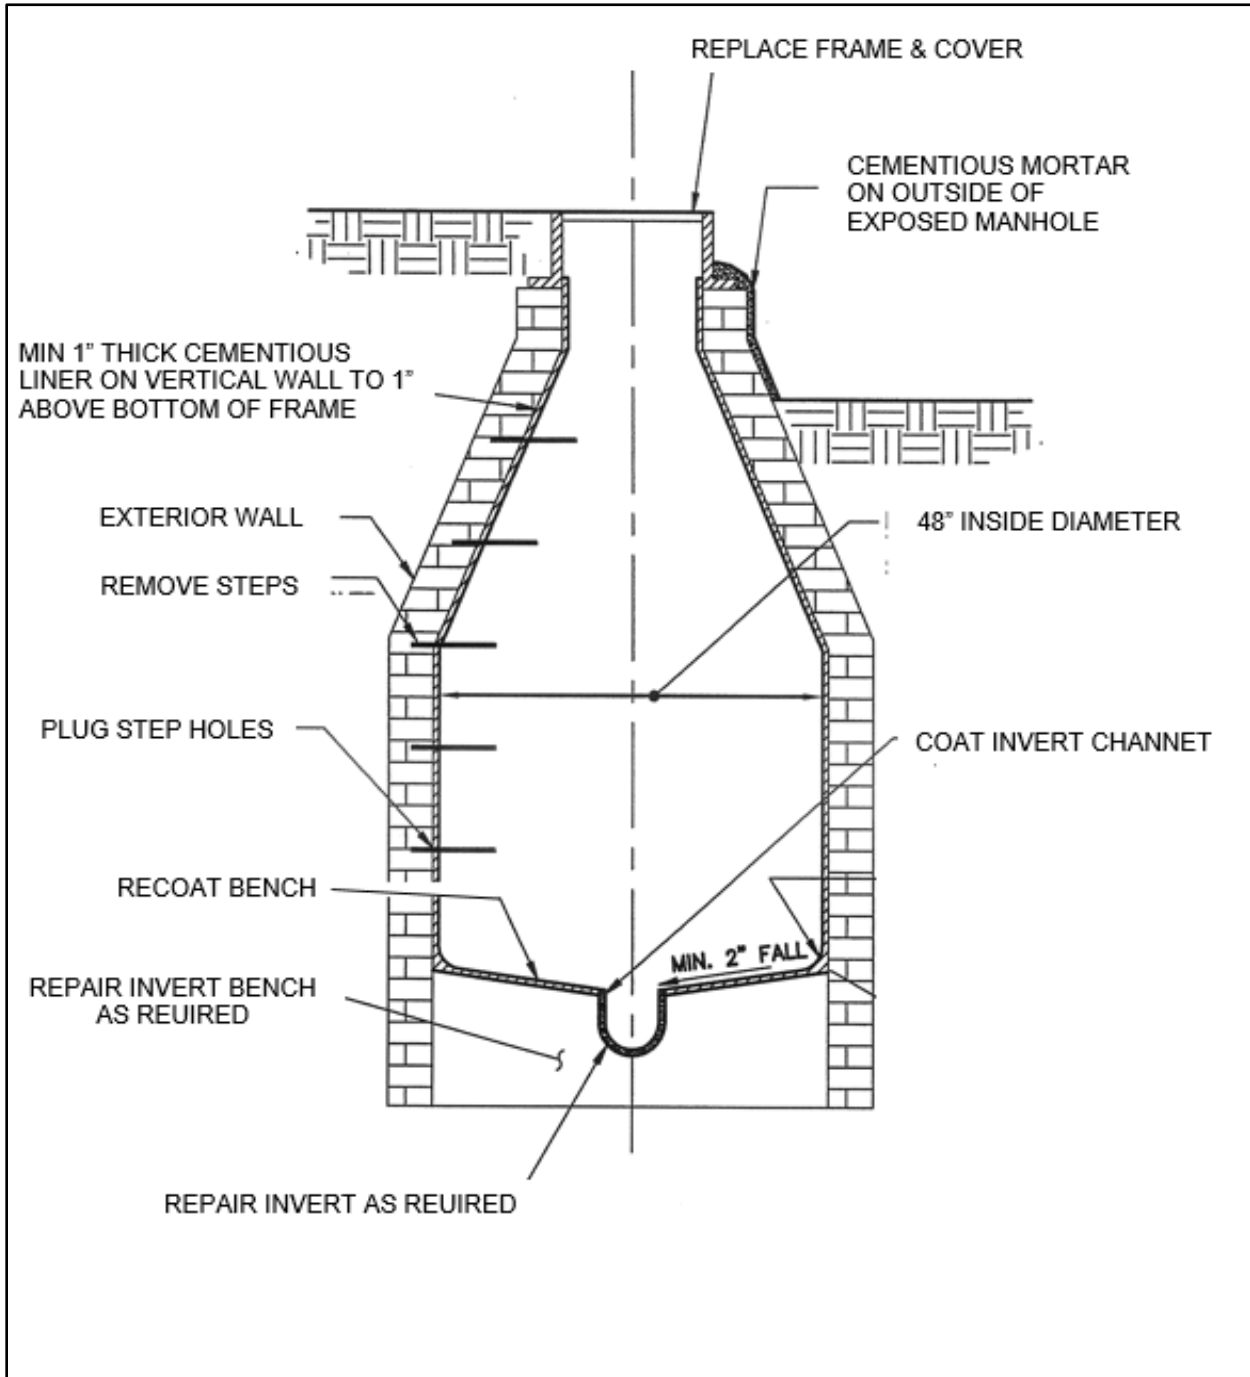 REPLACE FRAME & COVER
CEMENTIOUS MORTAR
ON OUTSIDE OF
EXPOSED MANHOLE
MIN 1” THICK CEMENTIOUS
LINER ON VERTICAL WALL TO 1”
ABOVE BOTTOM OF FRAME
EXTERIOR WALL
48” INSIDE DIAMETER
REMOVE STEPS
PLUG STEP HOLES
COAT INVERT CHANNET
RECOAT BENCH
MIN. 2” FALL
REPAIR INVERT BENCH
AS REUIRED
REPAIR INVERT AS REUIRED